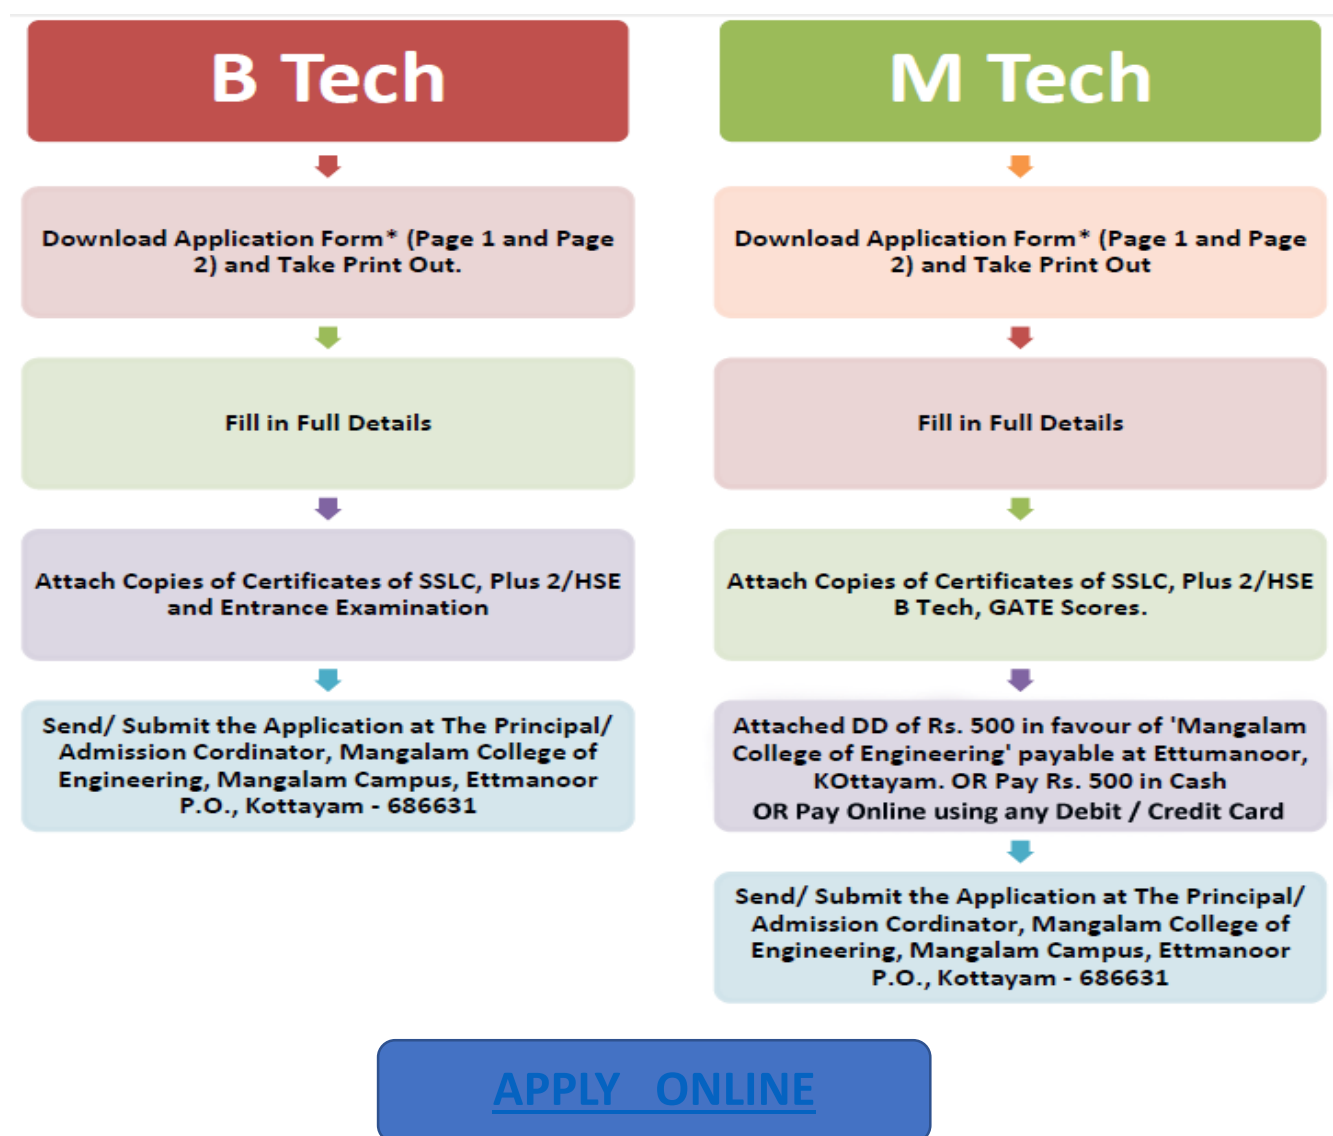 B Tech
Download Application Form* (Page 1 and Page
2) and Take Print Out.
Fill in Full Details
Attach Copies of Certificates of SSLC, Plus 2/HSE
and Entrance Examination
Send/ Submit the Application at The Principal/
Admission Cordinator, Mangalam College of
Engineering, Mangalam Campus, Ettmanoor
P.O., Kottayam - 686631
M Tech
Download Application Form* (Page 1 and Page
2) and Take Print Out
Fill in Full Details
Attach Copies of Certificates of SSLC, Plus 2/HSE
B Tech, GATE Scores.
Attached DD of Rs. 500 in favour of 'Mangalam
College of Engineering' payable at Ettumanoor,
KOttayam. OR Pay Rs. 500 in Cash
OR Pay Online using any Debit / Credit Card
Send/ Submit the Application at The Principal/
Admission Cordinator, Mangalam College of
Engineering, Mangalam Campus, Ettmanoor
P.O., Kottayam - 686631
APPLY ONLINE